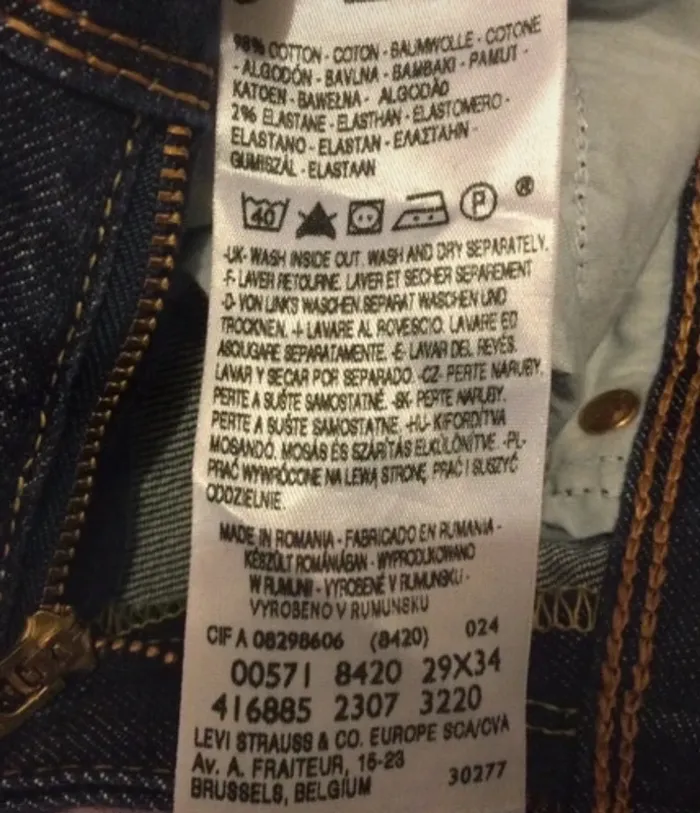 98% COTTON - COTON - BAUMWOLLE - COTONE
- ALGODÓN - BAVLNA - BAMBAKI - PAMUT -
KATOEN - BAWEŁNA - ALGODÃO
2% ELASTANE - ELASTHAN - ELASTOMERO -
ELASTANO - ELASTAN - ΕΛΑΣΤΑΗΝ -
GUMISZÁL - ELASTAAN
40 P ®
-UK- WASH INSIDE OUT. WASH AND DRY SEPARATELY.
-F- LAVER RETOURNE. LAVER ET SECHER SEPAREMENT
-D- VON LINKS WASCHEN.SEPARAT WASCHEN UND
TROCKNEN. -I- LAVARE AL ROVESCIO. LAVARE ED
ASCIUGARE SEPARATAMENTE. -E- LAVAR DEL REVÉS.
LAVAR Y SECAR POR SEPARADO. -CZ- PERTE NARUBY.
PERTE A SUŠTE SAMOSTATNĚ. -SK- PERTE NARUBY.
PERTE A SUŠTE SAMOSTATNE. -HU- KIFORDÍTVA
MOSANDÓ. MOSÁS ÉS SZÁRÍTÁS ELKÜLÖNÍTVE. -PL-
PRAĆ WYWRÓCONE NA LEWĄ STRONĘ. PRAĆ I SUSZYĆ
ODDZIELNIE.
MADE IN ROMANIA - FABRICADO EN RUMANIA -
KÉSZÜLT ROMÁNIÁBAN - WYPRODUKOWANO
W RUMUNII - VYROBENÉ V RUMUNSKU -
VYROBENO V RUMUNSKU
CIF A 08298606 (8420) 024
00571 8420 29X34
416885 2307 3220
LEVI STRAUSS & CO. EUROPE SCA/CVA
Av. A. FRAITEUR, 15-23
BRUSSELS, BELGIUM 30277